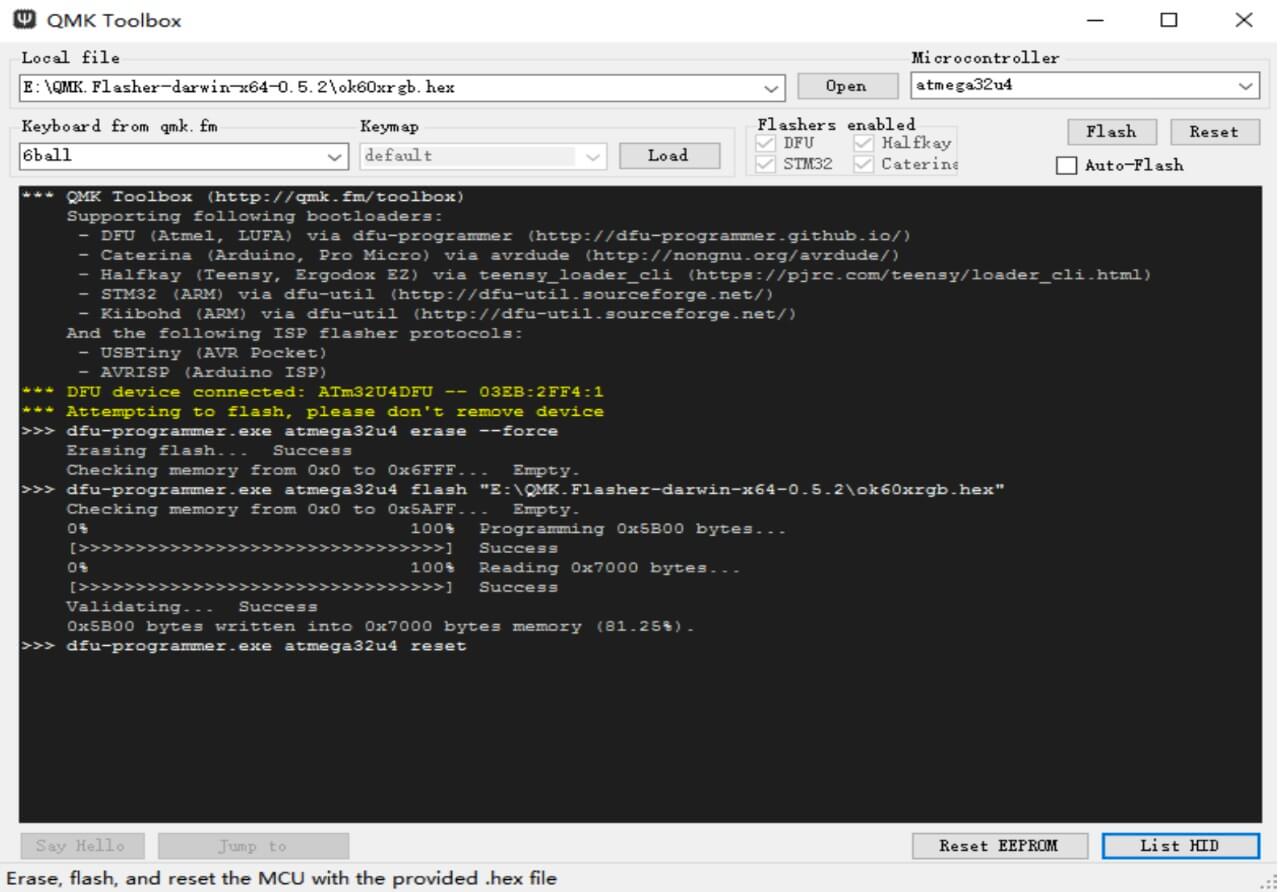 QMK Toolbox
Local file
Microcontroller
E:\QMK.Flasher-darwin-x64-0.5.2\ok60xrgb.hex
Open
atmega32u4
Keyboard from qmk.fm
Keymap
Flashers enabled
6ball
default
Load
DFU
Halfkay
STM32
Caterina
Flash
Reset
Auto-Flash
*** QMK Toolbox (http://qmk.fm/toolbox)
Supporting following bootloaders:
- DFU (Atmel, LUFA) via dfu-programmer (http://dfu-programmer.github.io/)
- Caterina (Arduino, Pro Micro) via avrdude (http://nongnu.org/avrdude/)
- Halfkay (Teensy, Ergodox EZ) via teensy_loader_cli (https://pjrc.com/teensy/loader_cli.html)
- STM32 (ARM) via dfu-util (http://dfu-util.sourceforge.net/)
- Kiibohd (ARM) via dfu-util (http://dfu-util.sourceforge.net/)
And the following ISP flasher protocols:
- USBTiny (AVR Pocket)
- AVRISP (Arduino ISP)
*** DFU device connected: ATm32U4DFU -- 03EB:2FF4:1
*** Attempting to flash, please don't remove device
>>> dfu-programmer.exe atmega32u4 erase --force
Erasing flash... Success
Checking memory from 0x0 to 0x6FFF... Empty.
>>> dfu-programmer.exe atmega32u4 flash "E:\QMK.Flasher-darwin-x64-0.5.2\ok60xrgb.hex"
Checking memory from 0x0 to 0x5AFF... Empty.
0% 100% Programming 0x5B00 bytes...
[>>>>>>>>>>>>>>>>>>>>>>>>>>>>>>>>] Success
0% 100% Reading 0x7000 bytes...
[>>>>>>>>>>>>>>>>>>>>>>>>>>>>>>>>] Success
Validating... Success
0x5B00 bytes written into 0x7000 bytes memory (81.25%).
>>> dfu-programmer.exe atmega32u4 reset
Say Hello
Jump to
Reset EEPROM
List HID
Erase, flash, and reset the MCU with the provided .hex file